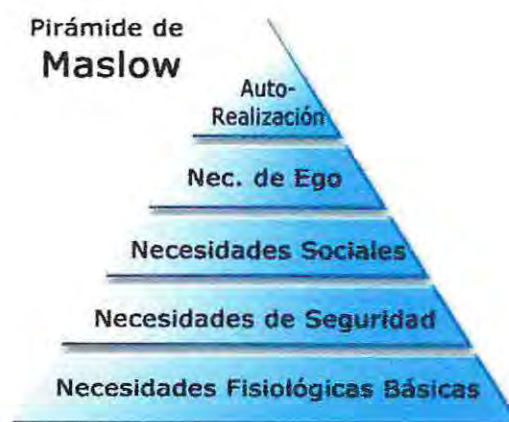 Pirámide de
Maslow
Auto-
Realización
Nec. de Ego
Necesidades Sociales
Necesidades de Seguridad
Necesidades Fisiológicas Básicas